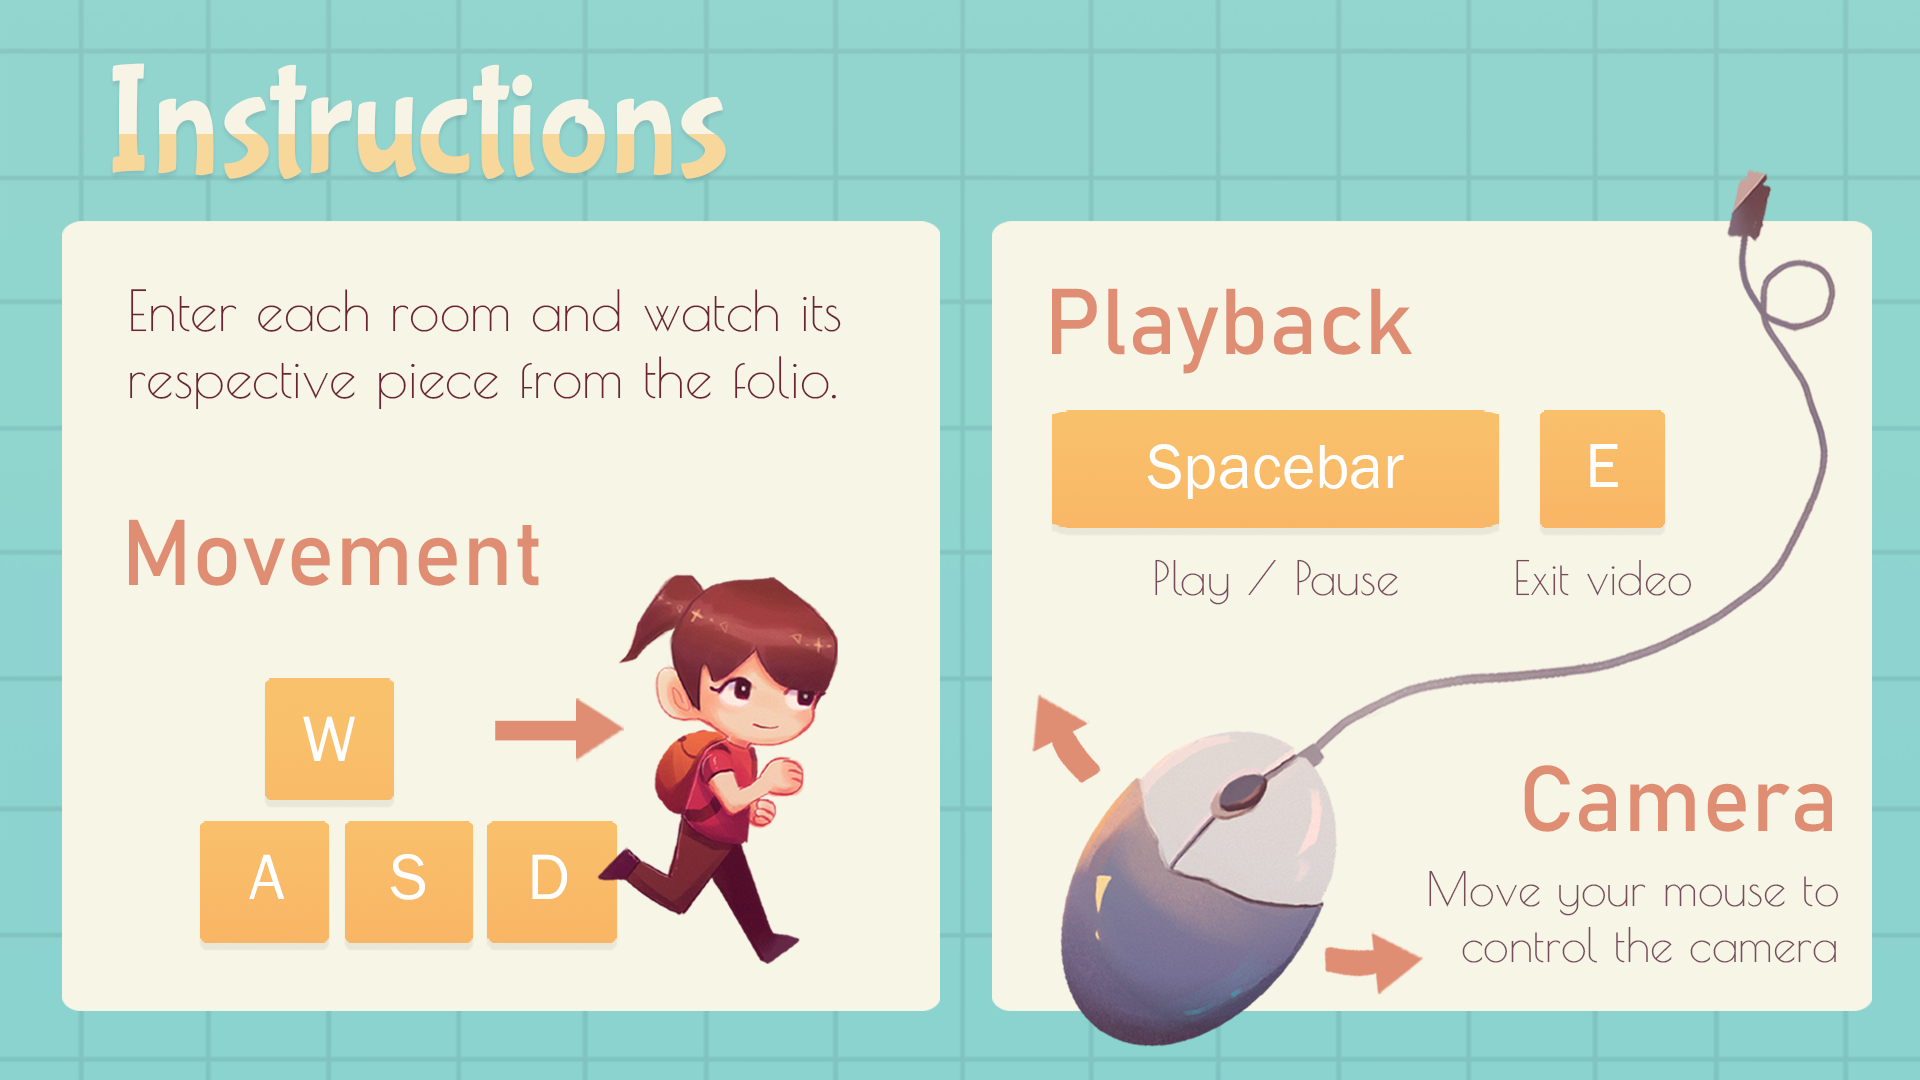 Instructions
Enter each room and watch its
respective piece from the folio.
Movement
W
A S D
Playback
Spacebar E
Play / Pause Exit video
Camera
Move your mouse to
control the camera